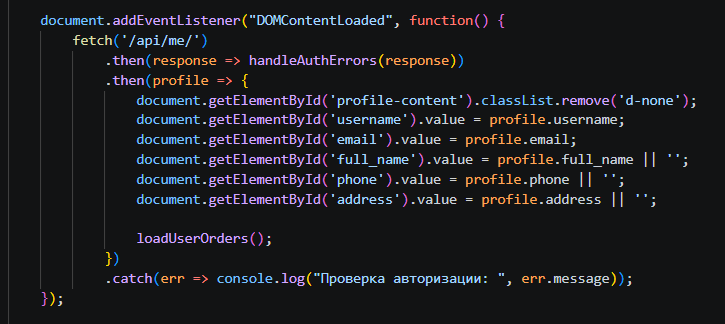 document.addEventListener("DOMContentLoaded", function() {
    fetch('/api/me/')
        .then(response => handleAuthErrors(response))
        .then(profile => {
            document.getElementById('profile-content').classList.remove('d-none');
            document.getElementById('username').value = profile.username;
            document.getElementById('email').value = profile.email;
            document.getElementById('full_name').value = profile.full_name || '';
            document.getElementById('phone').value = profile.phone || '';
            document.getElementById('address').value = profile.address || '';

            loadUserOrders();
        })
        .catch(err => console.log("Проверка авторизации: ", err.message));
});